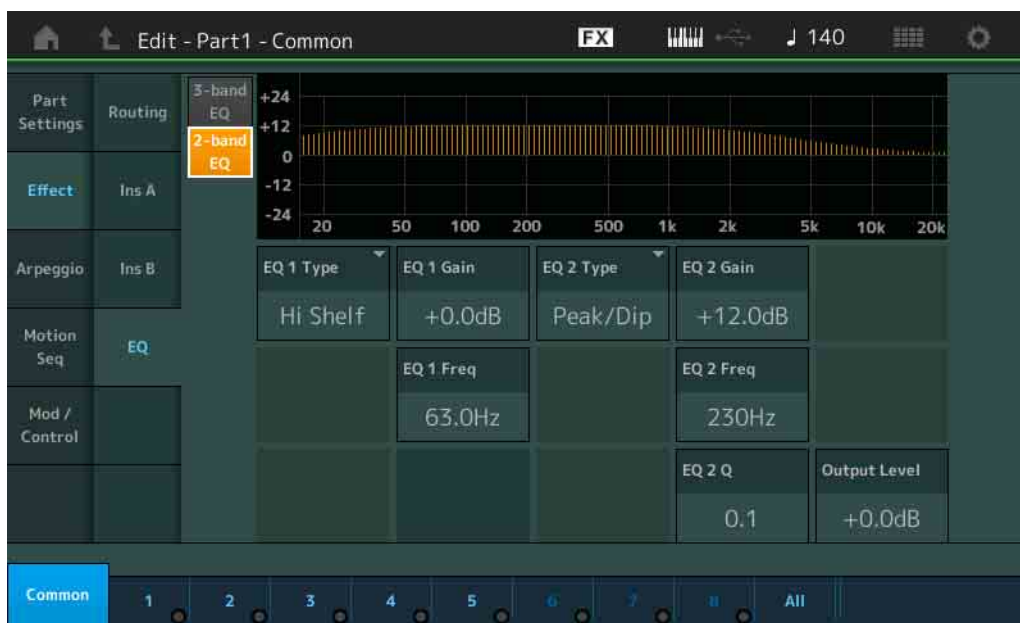 Edit - Part1 - Common
FX
♩ 140
Part
Settings
Effect
Arpeggio
Motion
Seq
Mod /
Control
Routing
Ins A
Ins B
EQ
3-band
EQ
2-band
EQ
+24
+12
0
-12
-24
20 50 100 200 500 1k 2k 5k 10k 20k
EQ 1 Type
Hi Shelf
EQ 1 Gain
+0.0dB
EQ 2 Type
Peak/Dip
EQ 2 Gain
+12.0dB
EQ 1 Freq
63.0Hz
EQ 2 Freq
230Hz
EQ 2 Q
0.1
Output Level
+0.0dB
Common 1 2 3 4 5 6 7 8 All